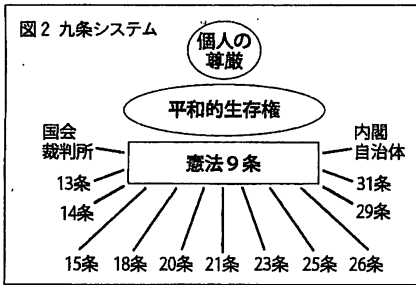 図2 九条システム
個人の
尊厳
平和的生存権
国会
裁判所
内閣
自治体
憲法9条
13条
31条
14条
29条
15条 18条 20条 21条 23条 25条 26条